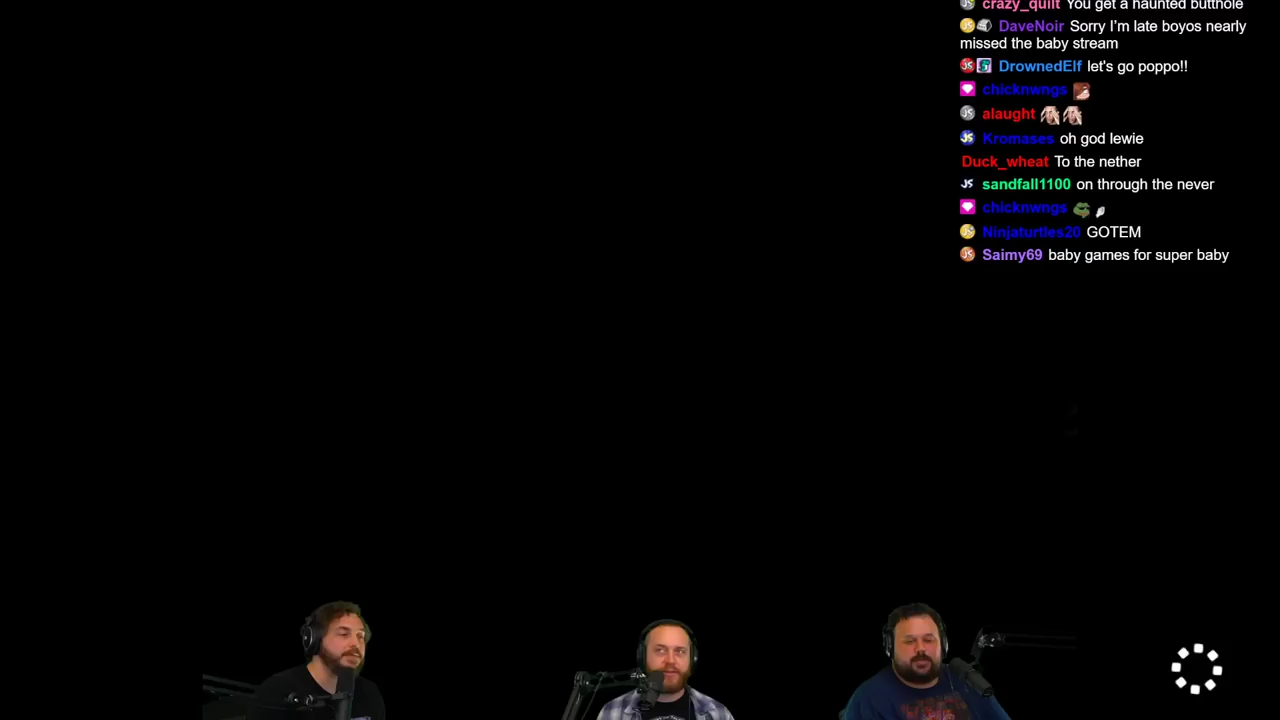 crazy_quilt You get a haunted butthole
DaveNoir Sorry I'm late boyos nearly
missed the baby stream
DrownedElf let's go poppo!!
chicknwngs
alaught
Kromases oh god lewie
Duck_wheat To the nether
JS sandfall1100 on through the never
chicknwngs
Ninjaturtles20 GOTEM
Saimy69 baby games for super baby